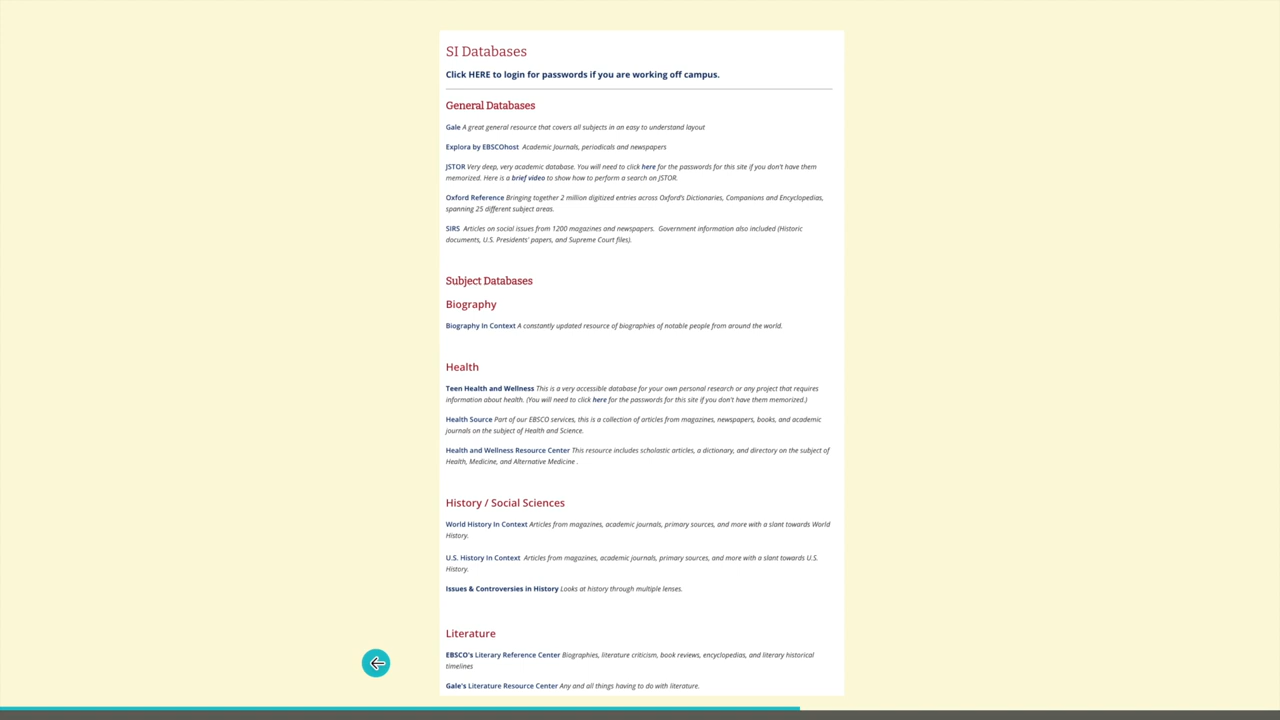 SI Databases
Click HERE to login for passwords if you are working off campus.
General Databases
Gale A great general resource that covers all subjects in an easy to understand layout
Explora by EBSCOhost Academic Journals, periodicals and newspapers
JSTOR Very deep, very academic database. You will need to click here for the passwords for this site if you don't have them
memorized. Here is a brief video to show how to perform a search on JSTOR.
Oxford Reference Bringing together 2 million digitized entries across Oxford's Dictionaries, Companions and Encyclopedias,
spanning 25 different subject areas.
SIRS Articles on social issues from 1200 magazines and newspapers. Government information also included (Historic
documents, U.S. Presidents' papers, and Supreme Court files).
Subject Databases
Biography
Biography In Context A constantly updated resource of biographies of notable people from around the world.
Health
Teen Health and Wellness This is a very accessible database for your own personal research or any project that requires
information about health. (You will need to click here for the passwords for this site if you don't have them memorized.)
Health Source Part of our EBSCO services, this is a collection of articles from magazines, newspapers, books, and academic
journals on the subject of Health and Science.
Health and Wellness Resource Center This resource includes scholastic articles, a dictionary, and directory on the subject of
Health, Medicine, and Alternative Medicine .
History / Social Sciences
World History In Context Articles from magazines, academic journals, primary sources, and more with a slant towards World
History.
U.S. History In Context Articles from magazines, academic journals, primary sources, and more with a slant towards U.S.
History.
Issues & Controversies in History Looks at history through multiple lenses.
Literature
EBSCO's Literary Reference Center Biographies, literature criticism, book reviews, encyclopedias, and literary historical
timelines
Gale's Literature Resource Center Any and all things having to do with literature.